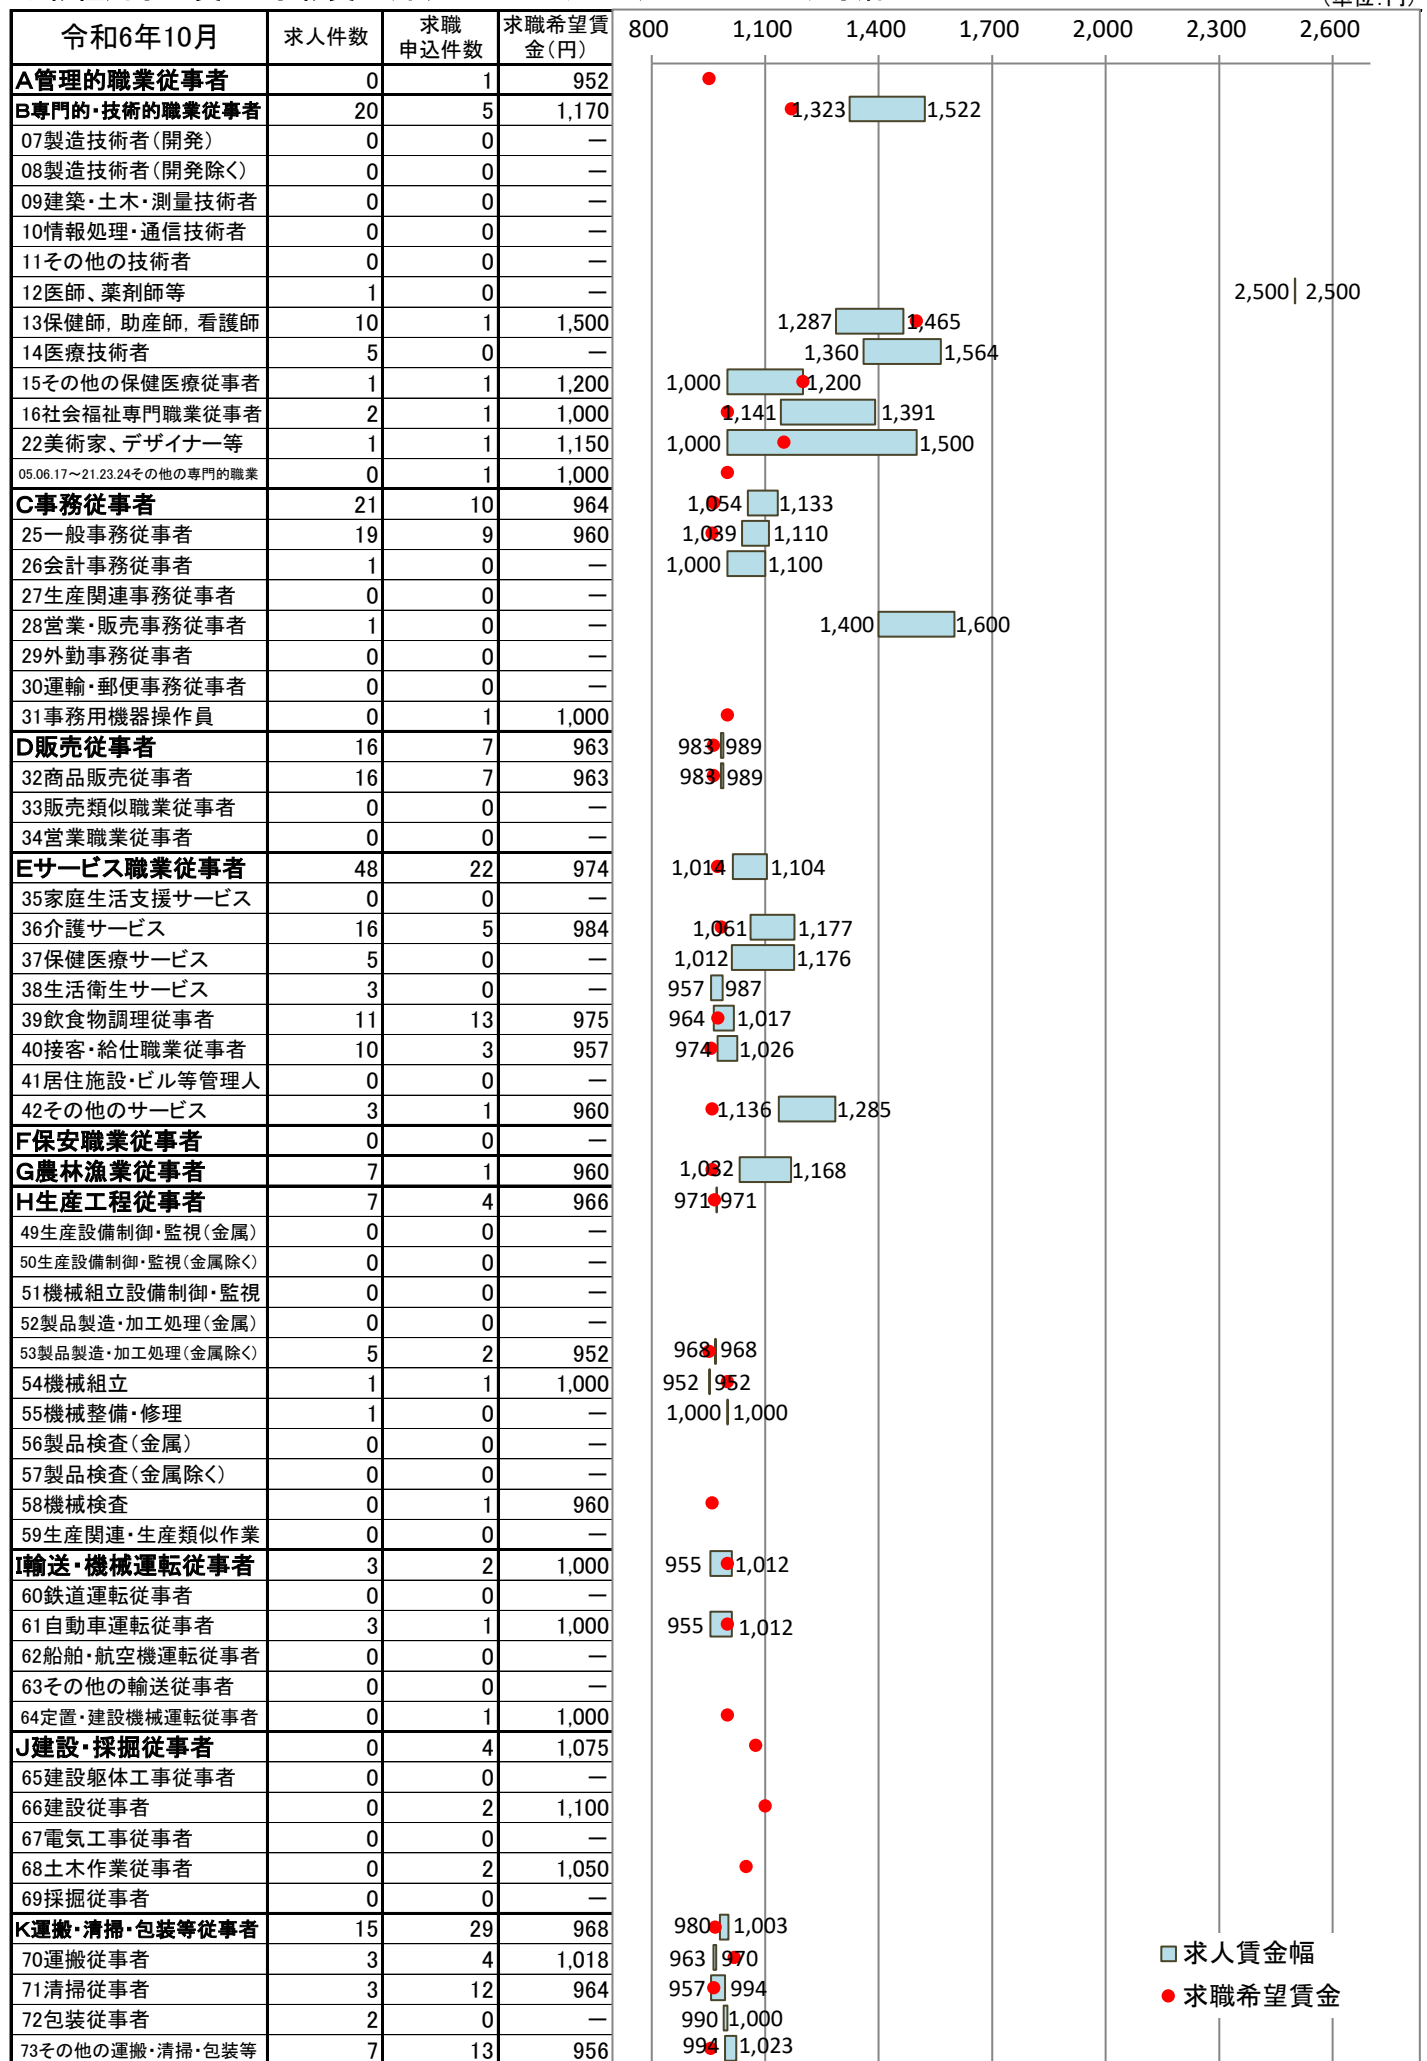 (単位:円)
令和6年10月 求人件数 求職申込件数 求職希望賃金(円) 800 1,100 1,400 1,700 2,000 2,300 2,600
A管理的職業従事者 0 1 952
B専門的・技術的職業従事者 20 5 1,170 1,323 1,522
07製造技術者(開発) 0 0 ―
08製造技術者(開発除く) 0 0 ―
09建築・土木・測量技術者 0 0 ―
10情報処理・通信技術者 0 0 ―
11その他の技術者 0 0 ―
12医師、薬剤師等 1 0 ― 2,500 2,500
13保健師, 助産師, 看護師 10 1 1,500 1,287 1,465
14医療技術者 5 0 ― 1,360 1,564
15その他の保健医療従事者 1 1 1,200 1,000 1,200
16社会福祉専門職業従事者 2 1 1,000 1,141 1,391
22美術家、デザイナー等 1 1 1,150 1,000 1,500
05.06.17~21.23.24その他の専門的職業 0 1 1,000
C事務従事者 21 10 964 1,054 1,133
25一般事務従事者 19 9 960 1,039 1,110
26会計事務従事者 1 0 ― 1,000 1,100
27生産関連事務従事者 0 0 ―
28営業・販売事務従事者 1 0 ― 1,400 1,600
29外勤事務従事者 0 0 ―
30運輸・郵便事務従事者 0 0 ―
31事務用機器操作員 0 1 1,000
D販売従事者 16 7 963 983 989
32商品販売従事者 16 7 963 983 989
33販売類似職業従事者 0 0 ―
34営業職業従事者 0 0 ―
Eサービス職業従事者 48 22 974 1,014 1,104
35家庭生活支援サービス 0 0 ―
36介護サービス 16 5 984 1,061 1,177
37保健医療サービス 5 0 ― 1,012 1,176
38生活衛生サービス 3 0 ― 957 987
39飲食物調理従事者 11 13 975 964 1,017
40接客・給仕職業従事者 10 3 957 974 1,026
41居住施設・ビル等管理人 0 0 ―
42その他のサービス 3 1 960 1,136 1,285
F保安職業従事者 0 0 ―
G農林漁業従事者 7 1 960 1,032 1,168
H生産工程従事者 7 4 966 971 971
49生産設備制御・監視(金属) 0 0 ―
50生産設備制御・監視(金属除く) 0 0 ―
51機械組立設備制御・監視 0 0 ―
52製品製造・加工処理(金属) 0 0 ―
53製品製造・加工処理(金属除く) 5 2 952 968 968
54機械組立 1 1 1,000 952 952
55機械整備・修理 1 0 ― 1,000 1,000
56製品検査(金属) 0 0 ―
57製品検査(金属除く) 0 0 ―
58機械検査 0 1 960
59生産関連・生産類似作業 0 0 ―
I輸送・機械運転従事者 3 2 1,000 955 1,012
60鉄道運転従事者 0 0 ―
61自動車運転従事者 3 1 1,000 955 1,012
62船舶・航空機運転従事者 0 0 ―
63その他の輸送従事者 0 0 ―
64定置・建設機械運転従事者 0 1 1,000
J建設・採掘従事者 0 4 1,075
65建設躯体工事従事者 0 0 ―
66建設従事者 0 2 1,100
67電気工事従事者 0 0 ―
68土木作業従事者 0 2 1,050
69採掘従事者 0 0 ―
K運搬・清掃・包装等従事者 15 29 968 980 1,003
70運搬従事者 3 4 1,018 963 970
71清掃従事者 3 12 964 957 994
72包装従事者 2 0 ― 990 1,000
73その他の運搬・清掃・包装等 7 13 956 994 1,023
求人賃金幅
求職希望賃金